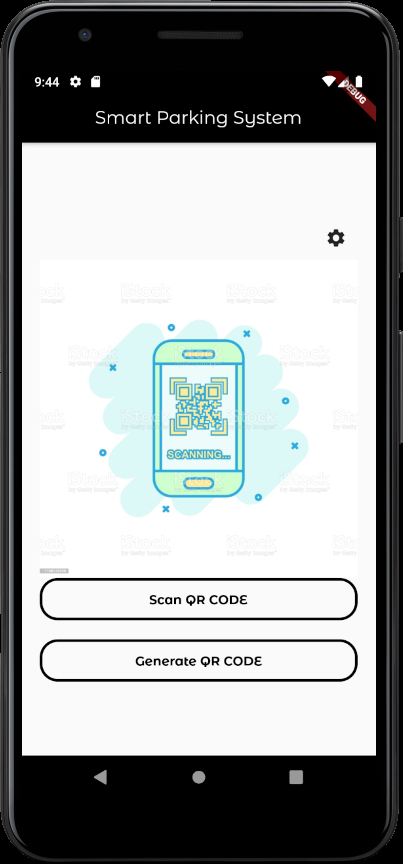 9:44
DEBUG
Smart Parking System
iStock
by Getty Images
SCANNING...
Scan QR CODE
Generate QR CODE